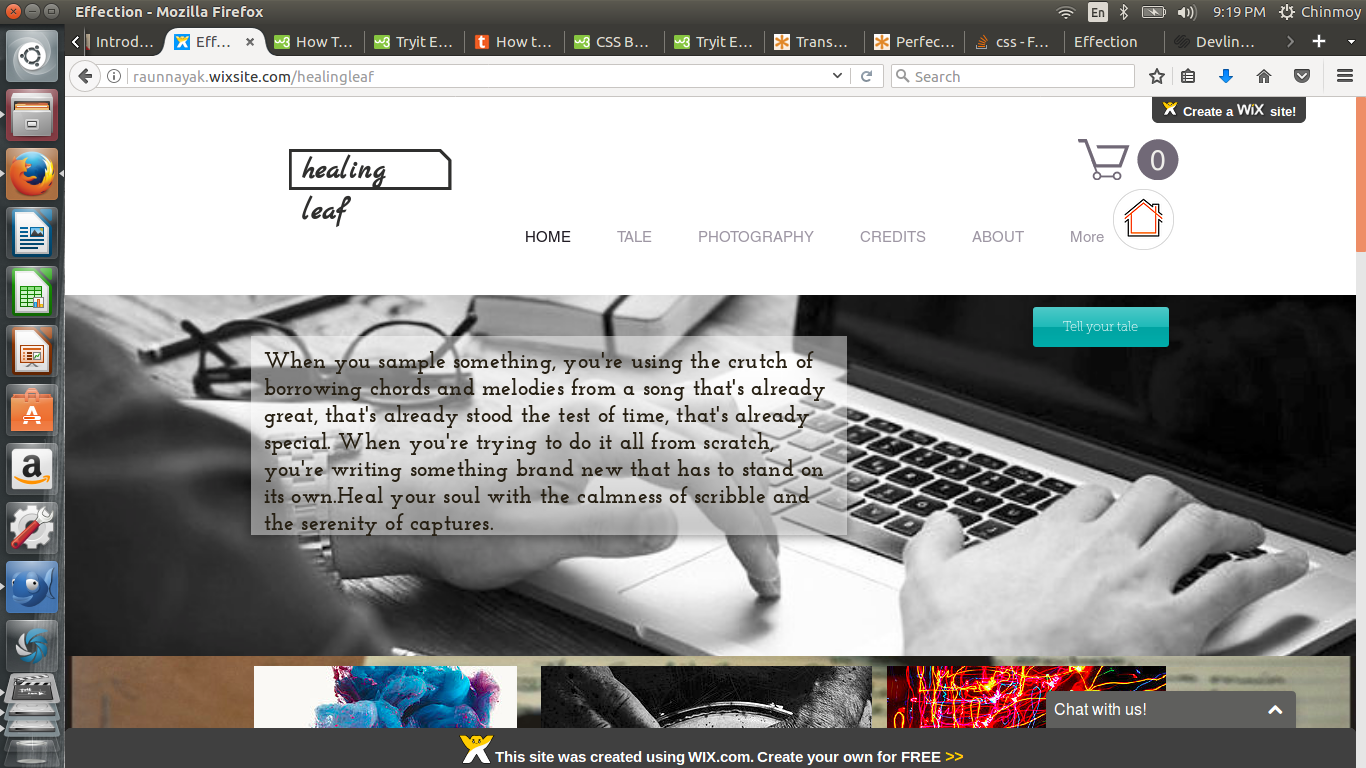 Effection - Mozilla Firefox
En
9:19 PM
Chinmoy
Introd…
Eff…
How T…
Tryit E…
How t…
CSS B…
Tryit E…
Trans…
Perfec…
css - F…
Effection
Devlin…
raunnayak.wixsite.com/healingleaf
Search
Create a WiX site!
healing
leaf
0
HOME TALE PHOTOGRAPHY CREDITS ABOUT More
Tell your tale
When you sample something, you're using the crutch of
borrowing chords and melodies from a song that's already
great, that's already stood the test of time, that's already
special. When you're trying to do it all from scratch,
you're writing something brand new that has to stand on
its own.Heal your soul with the calmness of scribble and
the serenity of captures.
Chat with us!
This site was created using WIX.com. Create your own for FREE >>